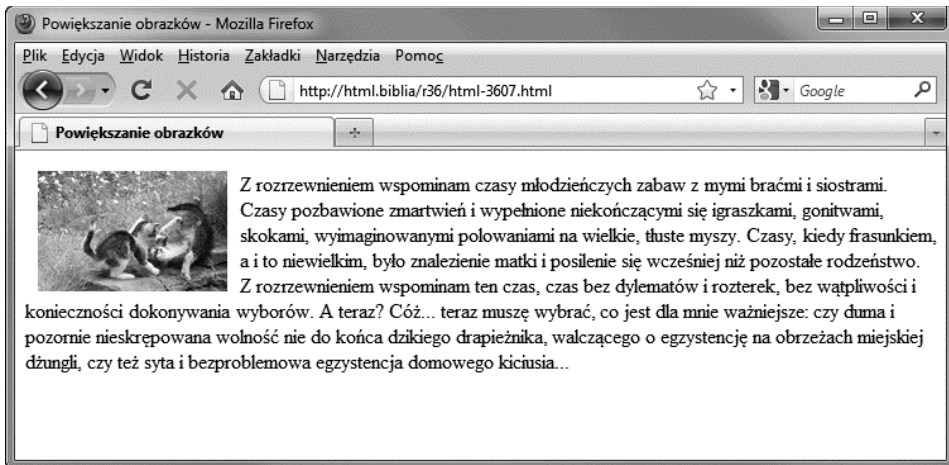 Powiększanie obrazków - Mozilla Firefox
Plik Edycja Widok Historia Zakładki Narzędzia Pomoc
http://html.biblia/r36/html-3607.html Google
Powiększanie obrazków
Z rozrzewnieniem wspominam czasy młodzieńczych zabaw z mymi braćmi i siostrami.
Czasy pozbawione zmartwień i wypełnione niekończącymi się igraszkami, gonitwami,
skokami, wyimaginowanymi polowaniami na wielkie, tłuste myszy. Czasy, kiedy frasunkiem,
a i to niewielkim, było znalezienie matki i posilenie się wcześniej niż pozostałe rodzeństwo.
Z rozrzewnieniem wspominam ten czas, czas bez dylematów i rozterek, bez wątpliwości i
konieczności dokonywania wyborów. A teraz? Cóż... teraz muszę wybrać, co jest dla mnie ważniejsze: czy duma i
pozornie nieskrępowana wolność nie do końca dzikiego drapieżnika, walczącego o egzystencję na obrzeżach miejskiej
dżungli, czy też syta i bezproblemowa egzystencja domowego kiciusia...